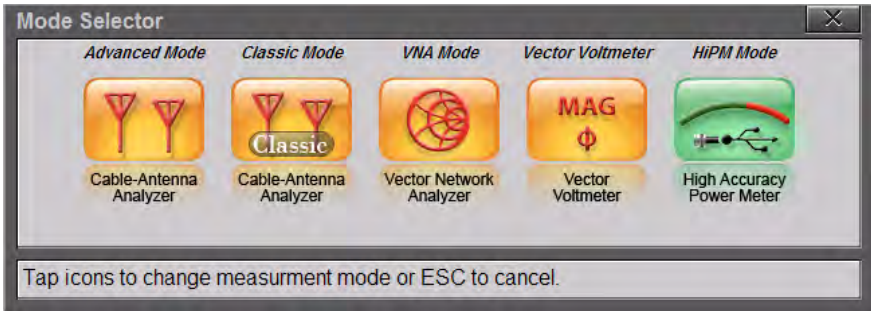 Mode Selector
Advanced Mode Classic Mode VNA Mode Vector Voltmeter HiPM Mode
Classic MAG
Φ
Cable-Antenna Cable-Antenna Vector Network Vector High Accuracy
Analyzer Analyzer Analyzer Voltmeter Power Meter
Tap icons to change measurment mode or ESC to cancel.